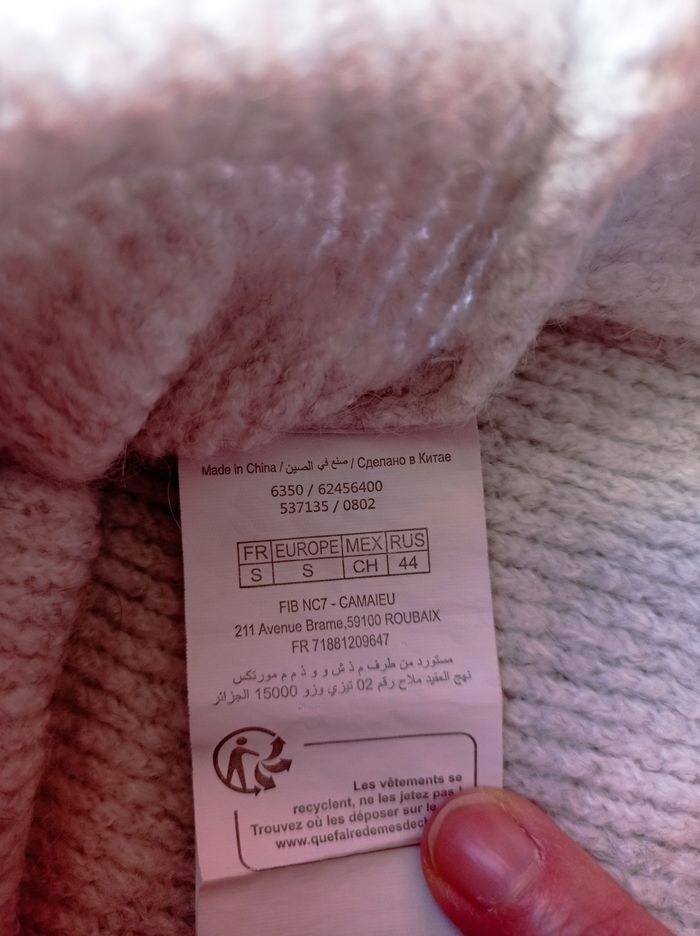 Made in China / صنع في الصين / Сделано в Китае
6350 / 62456400
537135 / 0802
FR EUROPE MEX RUS
S S CH 44
FIB NC7 - CAMAIEU
211 Avenue Brame,59100 ROUBAIX
FR 71881209647
مستورد من طرف م ذ ش و و ذ م م مورتكس
نهج العقيد ملاح رقم 02 تيزي وزو 15000 الجزائر
Les vêtements se
recyclent, ne les jetez pas !
Trouvez où les déposer sur le
www.quefairedemesdec